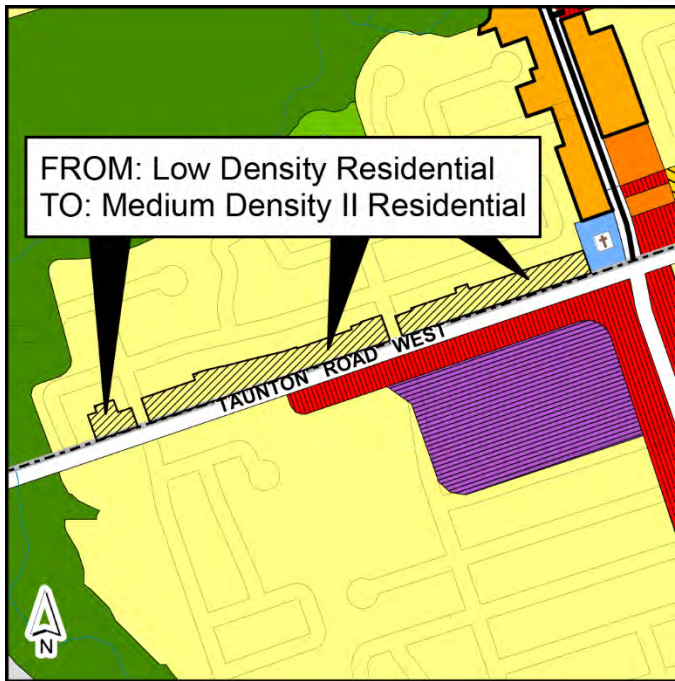 FROM: Low Density Residential
TO: Medium Density II Residential
TAUNTON ROAD WEST
N